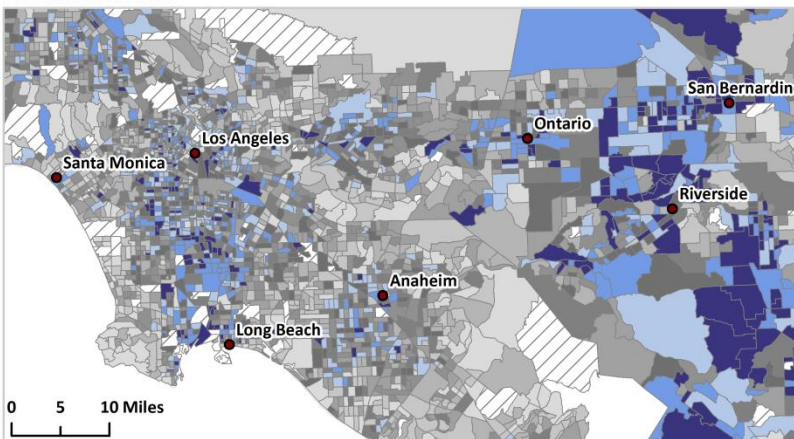 San Bernardin
Ontario
Los Angeles
Santa Monica
Riverside
Anaheim
Long Beach
0 5 10 Miles